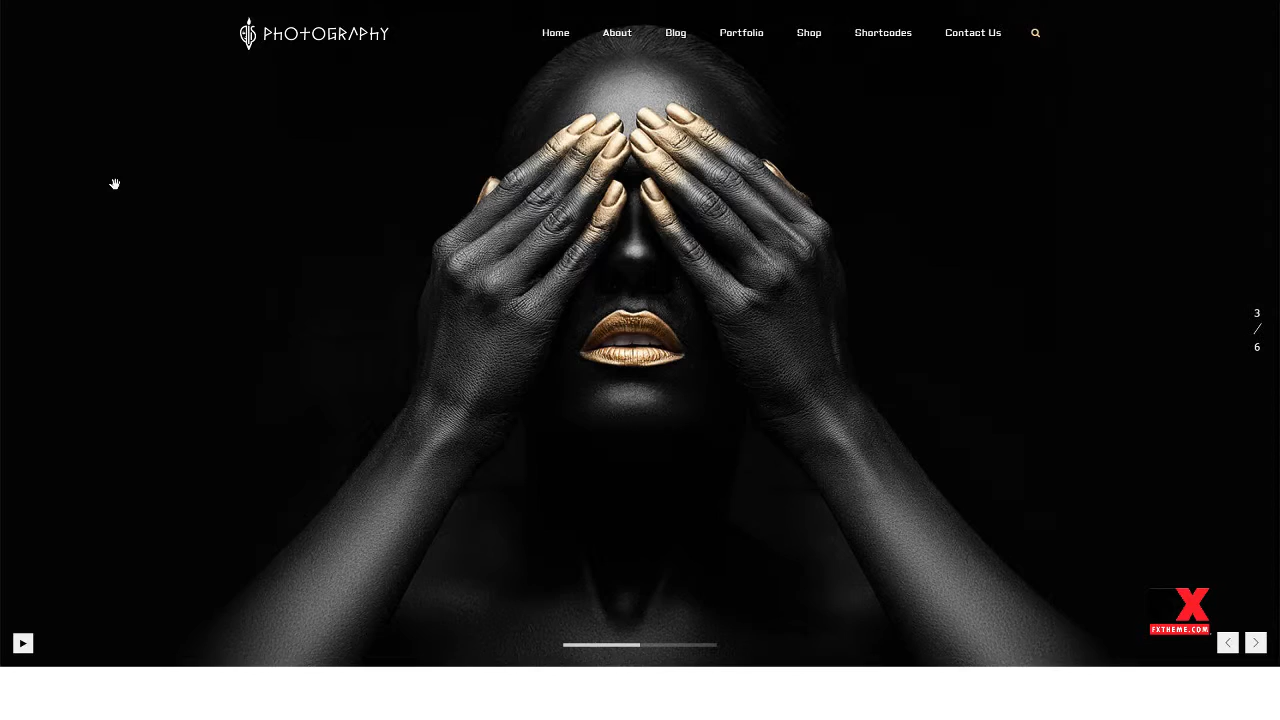 PHOTOGRAPHY
Home About Blog Portfolio Shop Shortcodes Contact Us
3
/
6
X
FXTHEME.COM